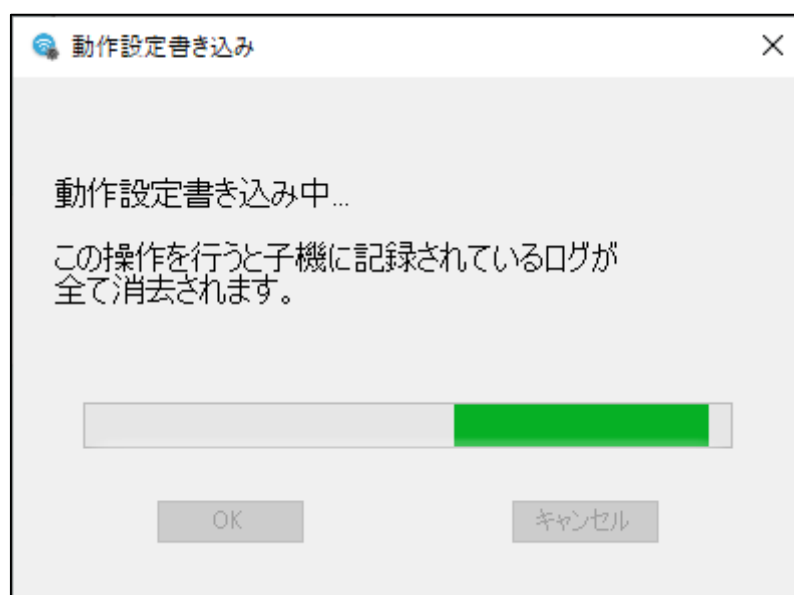 動作設定書き込み
動作設定書き込み中...
この操作を行うと子機に記録されているログが
全て消去されます。
OK
キャンセル